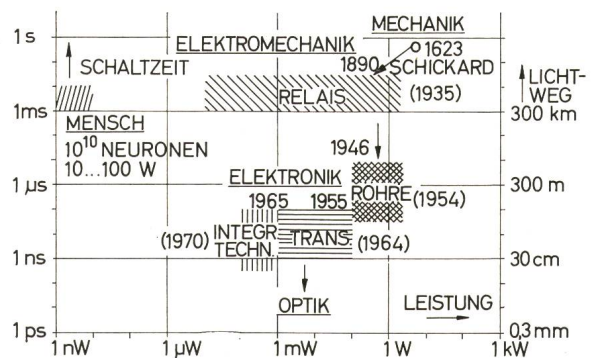 MECHANIK
1 s
ELEKTROMECHANIK
1623
SCHALTZEIT
1890
SCHICKARD
LICHT-
WEG
RELAIS
(1935)
1ms
300 km
MENSCH
10¹⁰ NEURONEN
10...100 W
1946
1 µs
ELEKTRONIK
300 m
RÖHRE
(1954)
1965
1955
(1970)
INTEGR.
TECHN.
TRANS
(1964)
1 ns
30 cm
OPTIK
LEISTUNG
1 ps
0,3 mm
1 nW
1 µW
1 mW
1 W
1 kW